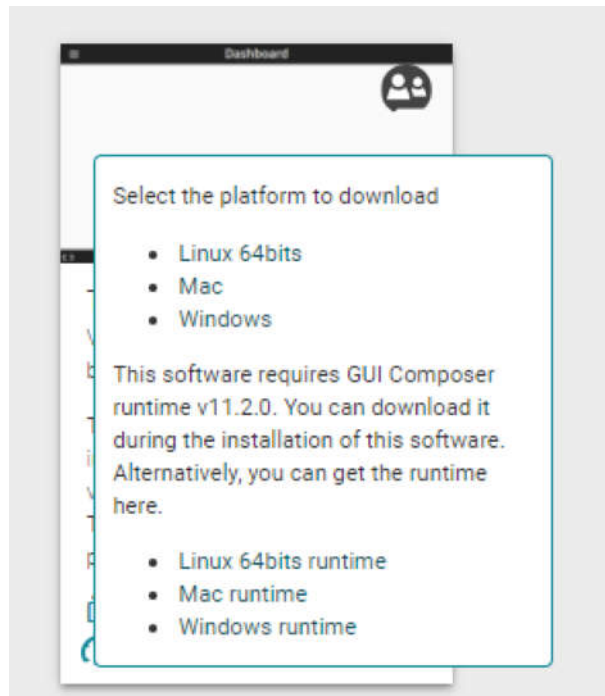 Dashboard
Select the platform to download
Linux 64bits
Mac
Windows
This software requires GUI Composer
runtime v11.2.0. You can download it
during the installation of this software.
Alternatively, you can get the runtime
here.
Linux 64bits runtime
Mac runtime
Windows runtime